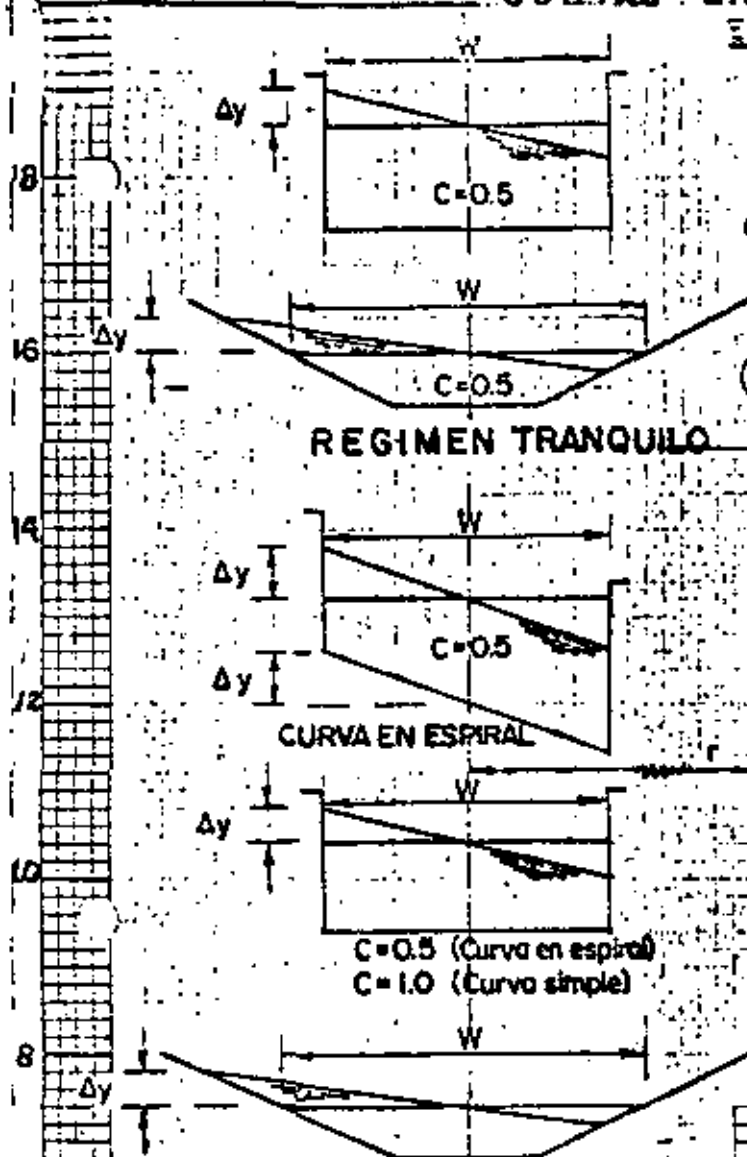 W
Δy
18
C=0.5
W
Δy
16
C=0.5
REGIMEN TRANQUILO
14
W
Δy
C=0.5
Δy
12
CURVA EN ESPIRAL
r
W
Δy
10
C=0.5 (Curva en espiral)
C=1.0 (Curva simple)
W
8
Δy